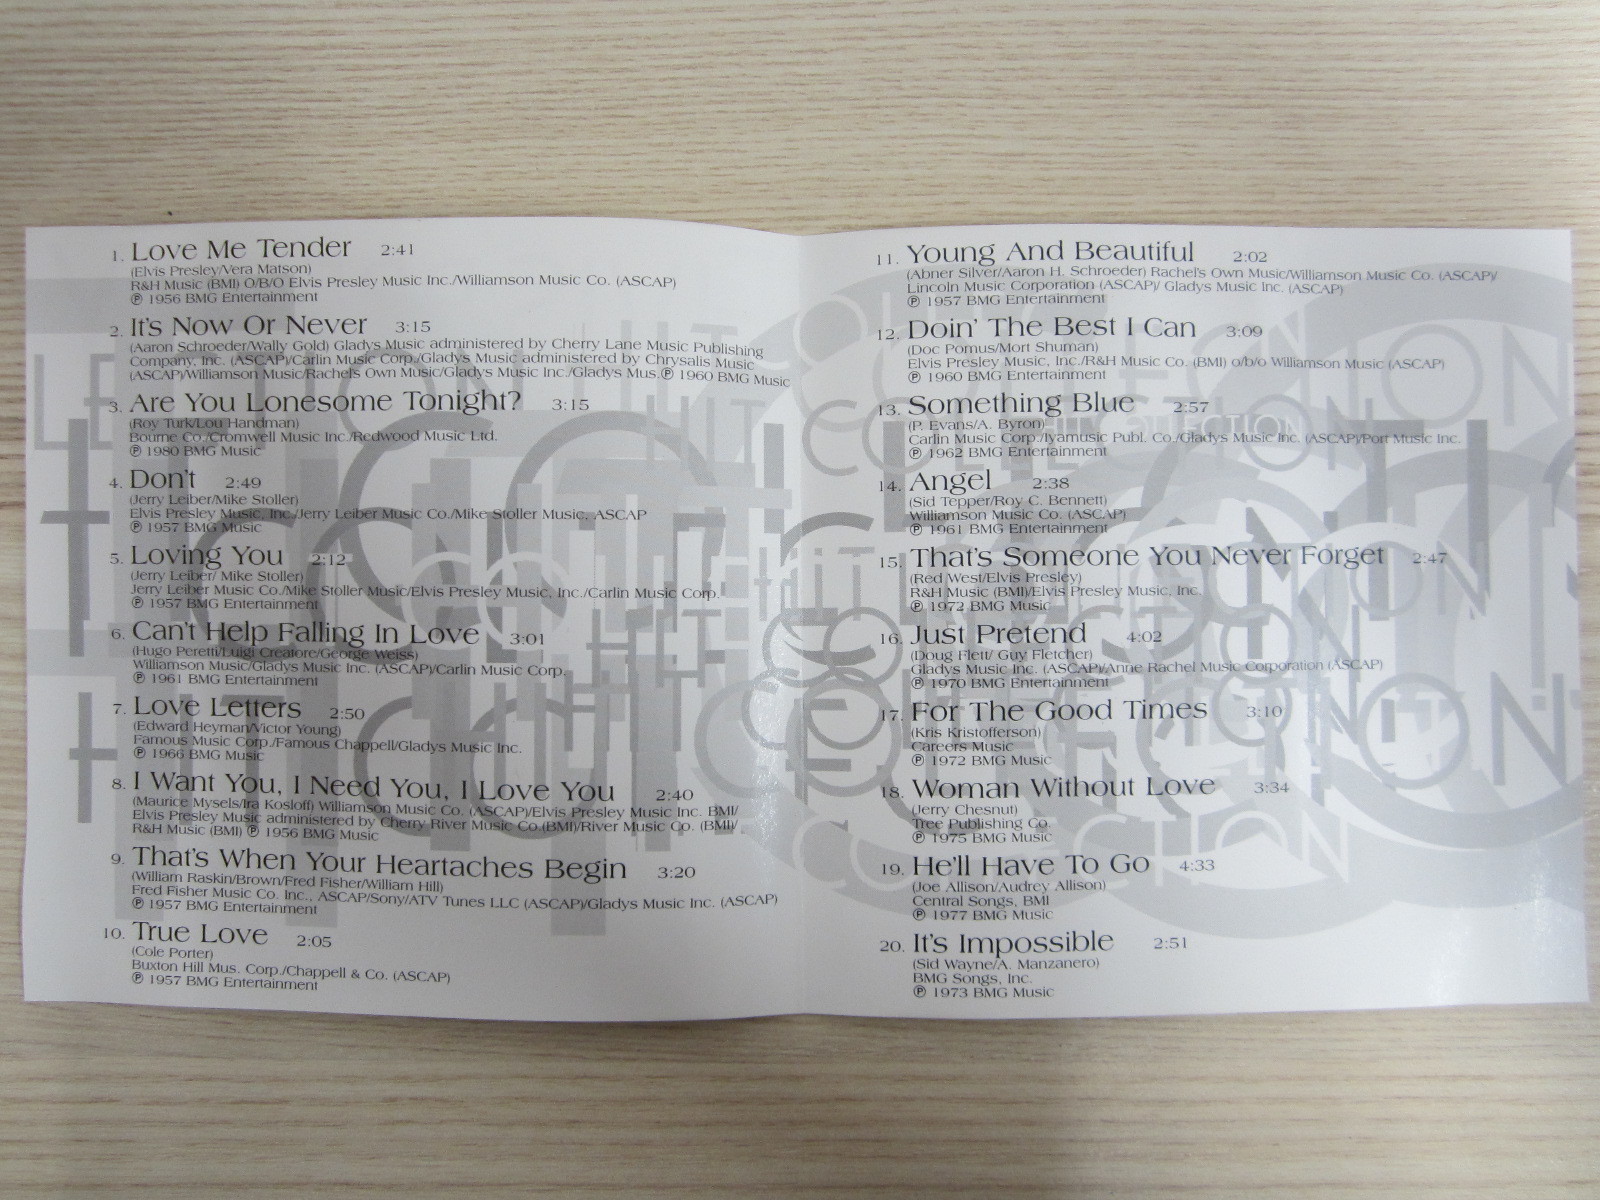 1. Love Me Tender 2:41
(Elvis Presley/Vera Matson)
R&H Music (BMI) O/B/O Elvis Presley Music Inc./Williamson Music Co. (ASCAP)
℗ 1956 BMG Entertainment
2. It's Now Or Never 3:15
(Aaron Schroeder/Wally Gold) Gladys Music administered by Cherry Lane Music Publishing
Company, Inc. (ASCAP)/Carlin Music Corp./Gladys Music administered by Chrysalis Music
(ASCAP)/Williamson Music/Rachel's Own Music/Gladys Music Inc./Gladys Mus.℗ 1960 BMG Music
3. Are You Lonesome Tonight? 3:15
(Roy Turk/Lou Handman)
Bourne Co./Cromwell Music Inc./Redwood Music Ltd.
℗ 1980 BMG Music
4. Don't 2:49
(Jerry Leiber/Mike Stoller)
Elvis Presley Music, Inc./Jerry Leiber Music Co./Mike Stoller Music, ASCAP
℗ 1957 BMG Music
5. Loving You 2:12
(Jerry Leiber/ Mike Stoller)
Jerry Leiber Music Co./Mike Stoller Music/Elvis Presley Music, Inc./Carlin Music Corp.
℗ 1957 BMG Entertainment
6. Can't Help Falling In Love 3:01
(Hugo Peretti/Luigi Creatore/George Weiss)
Williamson Music/Gladys Music Inc. (ASCAP)/Carlin Music Corp.
℗ 1961 BMG Entertainment
7. Love Letters 2:50
(Edward Heyman/Victor Young)
Famous Music Corp./Famous Chappell/Gladys Music Inc.
℗ 1966 BMG Music
8. I Want You, I Need You, I Love You 2:40
(Maurice Mysels/Ira Kosloff) Williamson Music Co. (ASCAP)/Elvis Presley Music Inc. BMI/
Elvis Presley Music administered by Cherry River Music Co.(BMI)/River Music Co. (BMI)/
R&H Music (BMI) ℗ 1956 BMG Music
9. That's When Your Heartaches Begin 3:20
(William Raskin/Brown/Fred Fisher/William Hill)
Fred Fisher Music Co. Inc., ASCAP/Sony/ATV Tunes LLC (ASCAP)/Gladys Music Inc. (ASCAP)
℗ 1957 BMG Entertainment
10. True Love 2:05
(Cole Porter)
Buxton Hill Mus. Corp./Chappell & Co. (ASCAP)
℗ 1957 BMG Entertainment
11. Young And Beautiful 2:02
(Abner Silver/Aaron H. Schroeder) Rachel's Own Music/Williamson Music Co. (ASCAP)/
Lincoln Music Corporation (ASCAP)/ Gladys Music Inc. (ASCAP)
℗ 1957 BMG Entertainment
12. Doin' The Best I Can 3:09
(Doc Pomus/Mort Shuman)
Elvis Presley Music, Inc./R&H Music Co. (BMI) o/b/o Williamson Music (ASCAP)
℗ 1960 BMG Entertainment
13. Something Blue 2:57
(P. Evans/A. Byron)
Carlin Music Corp./Iyamusic Publ. Co./Gladys Music Inc. (ASCAP)/Port Music Inc.
℗ 1962 BMG Entertainment
14. Angel 2:38
(Sid Tepper/Roy C. Bennett)
Williamson Music Co. (ASCAP)
℗ 1961 BMG Entertainment
15. That's Someone You Never Forget 2:47
(Red West/Elvis Presley)
R&H Music (BMI)/Elvis Presley Music, Inc.
℗ 1972 BMG Music
16. Just Pretend 4:02
(Doug Flett/ Guy Fletcher)
Gladys Music Inc. (ASCAP)/Anne Rachel Music Corporation (ASCAP)
℗ 1970 BMG Entertainment
17. For The Good Times 3:10
(Kris Kristofferson)
Careers Music
℗ 1972 BMG Music
18. Woman Without Love 3:34
(Jerry Chesnut)
Tree Publishing Co.
℗ 1975 BMG Music
19. He'll Have To Go 4:33
(Joe Allison/Audrey Allison)
Central Songs, BMI
℗ 1977 BMG Music
20. It's Impossible 2:51
(Sid Wayne/A. Manzanero)
BMG Songs, Inc.
℗ 1973 BMG Music